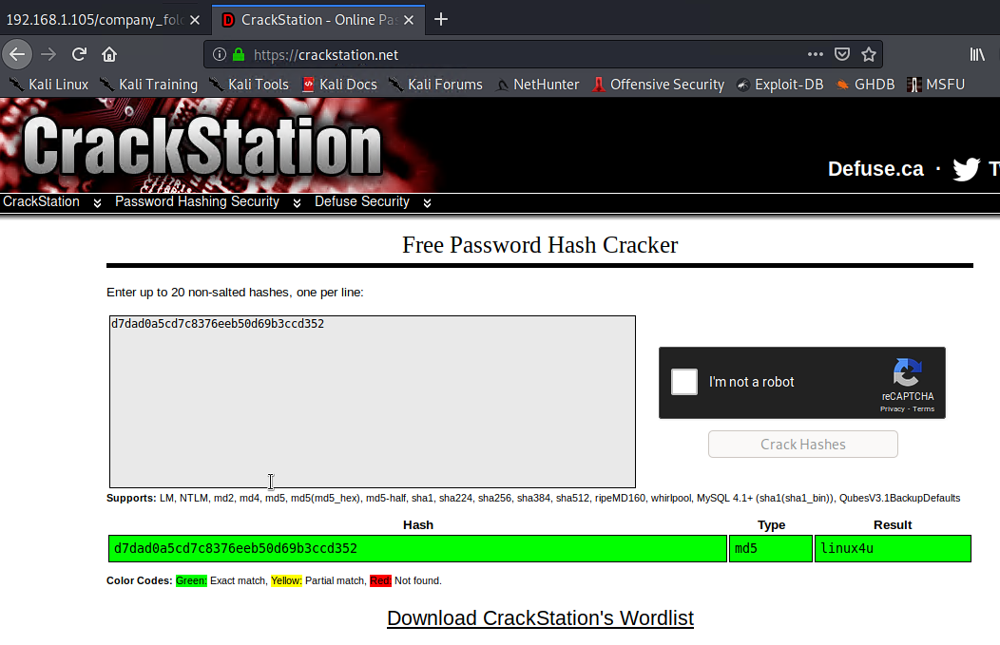 192.168.1.105/company_fol
CrackStation - Online Pas
https://crackstation.net
Kali Linux Kali Training Kali Tools Kali Docs Kali Forums NetHunter Offensive Security Exploit-DB GHDB MSFU
CrackStation
Defuse.ca · T
CrackStation Password Hashing Security Defuse Security
Free Password Hash Cracker
Enter up to 20 non-salted hashes, one per line:
d7dad0a5cd7c8376eeb50d69b3ccd352
I'm not a robot
reCAPTCHA
Privacy - Terms
Crack Hashes
Supports: LM, NTLM, md2, md4, md5, md5(md5_hex), md5-half, sha1, sha224, sha256, sha384, sha512, ripeMD160, whirlpool, MySQL 4.1+ (sha1(sha1_bin)), QubesV3.1BackupDefaults
Hash Type Result
d7dad0a5cd7c8376eeb50d69b3ccd352 md5 linux4u
Color Codes: Green: Exact match, Yellow: Partial match, Red: Not found.
Download CrackStation's Wordlist